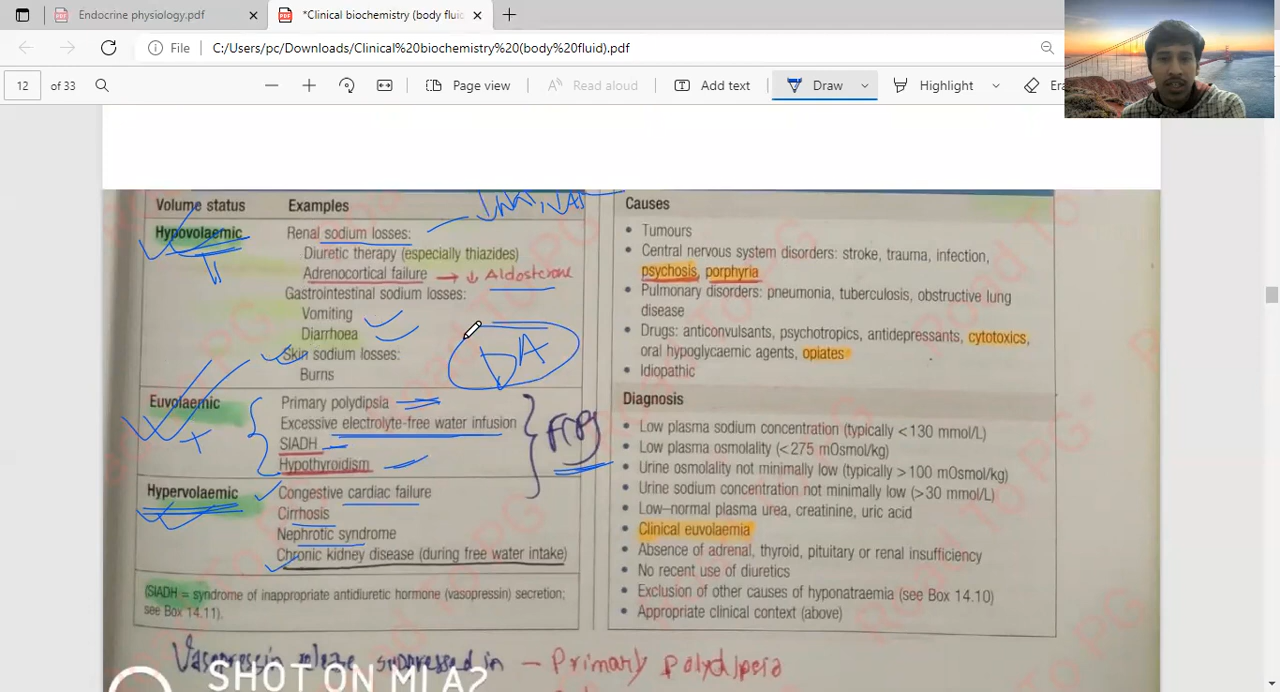 Endocrine physiology.pdf
*Clinical biochemistry (body fluid
File
C:/Users/pc/Downloads/Clinical%20biochemistry%20(body%20fluid).pdf
12 of 33
Page view
Read aloud
Add text
Draw
Highlight
Era
Volume status
Examples
Hypovolaemic
Renal sodium losses:
Diuretic therapy (especially thiazides)
Adrenocortical failure → ↓ Aldosterone
Gastrointestinal sodium losses:
Vomiting
Diarrhoea
Skin sodium losses:
Burns
DA
Euvolaemic
Primary polydipsia
Excessive electrolyte-free water infusion
SIADH
Hypothyroidism
Hypervolaemic
Congestive cardiac failure
Cirrhosis
Nephrotic syndrome
Chronic kidney disease (during free water intake)
(SIADH = syndrome of inappropriate antidiuretic hormone (vasopressin) secretion;
see Box 14.11).
Causes
• Tumours
• Central nervous system disorders: stroke, trauma, infection,
psychosis, porphyria
• Pulmonary disorders: pneumonia, tuberculosis, obstructive lung
disease
• Drugs: anticonvulsants, psychotropics, antidepressants, cytotoxics,
oral hypoglycaemic agents, opiates
• Idiopathic
Diagnosis
• Low plasma sodium concentration (typically <130 mmol/L)
• Low plasma osmolality (<275 mOsmol/kg)
• Urine osmolality not minimally low (typically >100 mOsmol/kg)
• Urine sodium concentration not minimally low (>30 mmol/L)
• Low–normal plasma urea, creatinine, uric acid
• Clinical euvolaemia
• Absence of adrenal, thyroid, pituitary or renal insufficiency
• No recent use of diuretics
• Exclusion of other causes of hyponatraemia (see Box 14.10)
• Appropriate clinical context (above)
Vasopressin release suppressed in – Primary polydipsia
SHOT ON MI A2